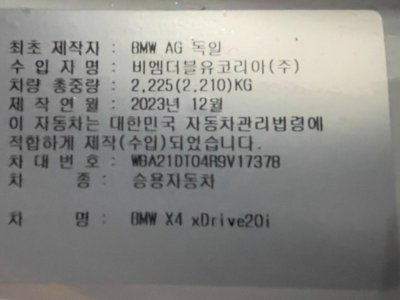 최초 제작자 : BMW AG 독일
수 입 자 명 : 비엠더블유코리아(주)
차량 총중량 : 2,225(2,210)KG
제 작 연 월 : 2023년 12월
이 자동차는 대한민국 자동차관리법령에
적합하게 제작(수입)되었습니다.
차 대 번 호 : WBA21DT04R9V17378
차 종 : 승용자동차
차 명 : BMW X4 xDrive20i